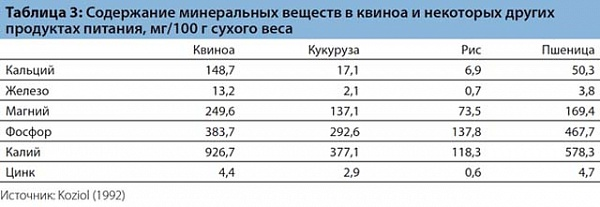 Таблица 3: Содержание минеральных веществ в квиноа и некоторых других
продуктах питания, мг/100 г сухого веса
Квиноа Кукуруза Рис Пшеница
Кальций 148,7 17,1 6,9 50,3
Железо 13,2 2,1 0,7 3,8
Магний 249,6 137,1 73,5 169,4
Фосфор 383,7 292,6 137,8 467,7
Калий 926,7 377,1 118,3 578,3
Цинк 4,4 2,9 0,6 4,7
Источник: Koziol (1992)